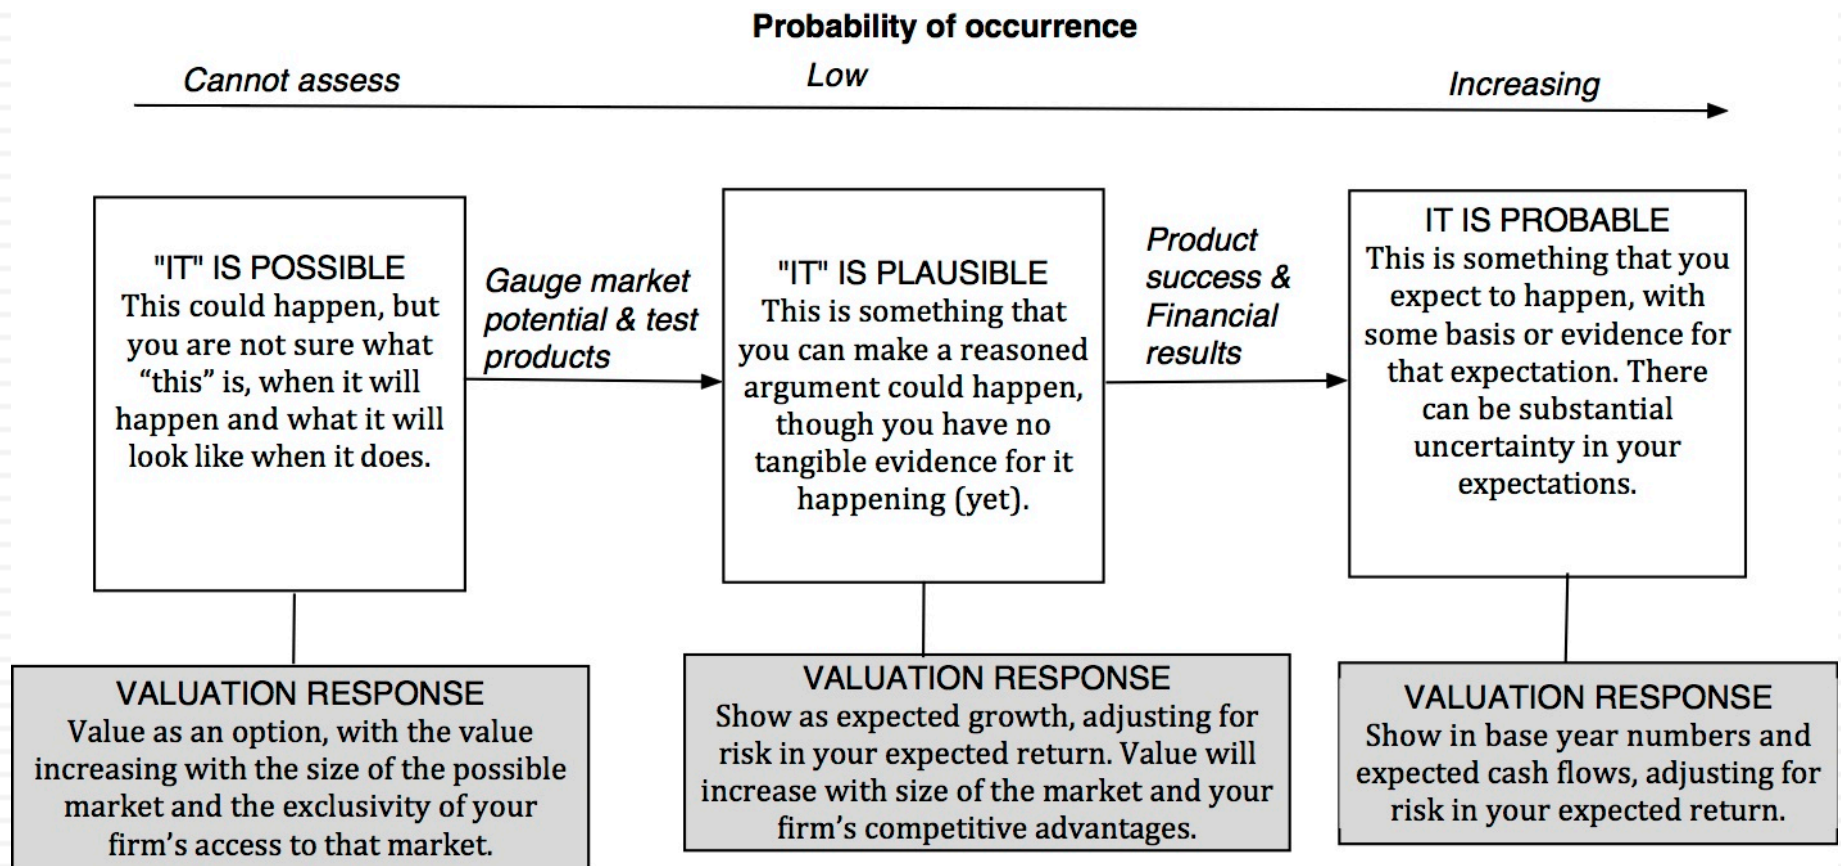 Probability of occurrence
Cannot assess
Low
Increasing
"IT" IS POSSIBLE
This could happen, but
you are not sure what
“this” is, when it will
happen and what it will
look like when it does.
Gauge market
potential & test
products
"IT" IS PLAUSIBLE
This is something that
you can make a reasoned
argument could happen,
though you have no
tangible evidence for it
happening (yet).
Product
success &
Financial
results
IT IS PROBABLE
This is something that you
expect to happen, with
some basis or evidence for
that expectation. There
can be substantial
uncertainty in your
expectations.
VALUATION RESPONSE
Value as an option, with the value
increasing with the size of the possible
market and the exclusivity of your
firm’s access to that market.
VALUATION RESPONSE
Show as expected growth, adjusting for
risk in your expected return. Value will
increase with size of the market and your
firm’s competitive advantages.
VALUATION RESPONSE
Show in base year numbers and
expected cash flows, adjusting for
risk in your expected return.